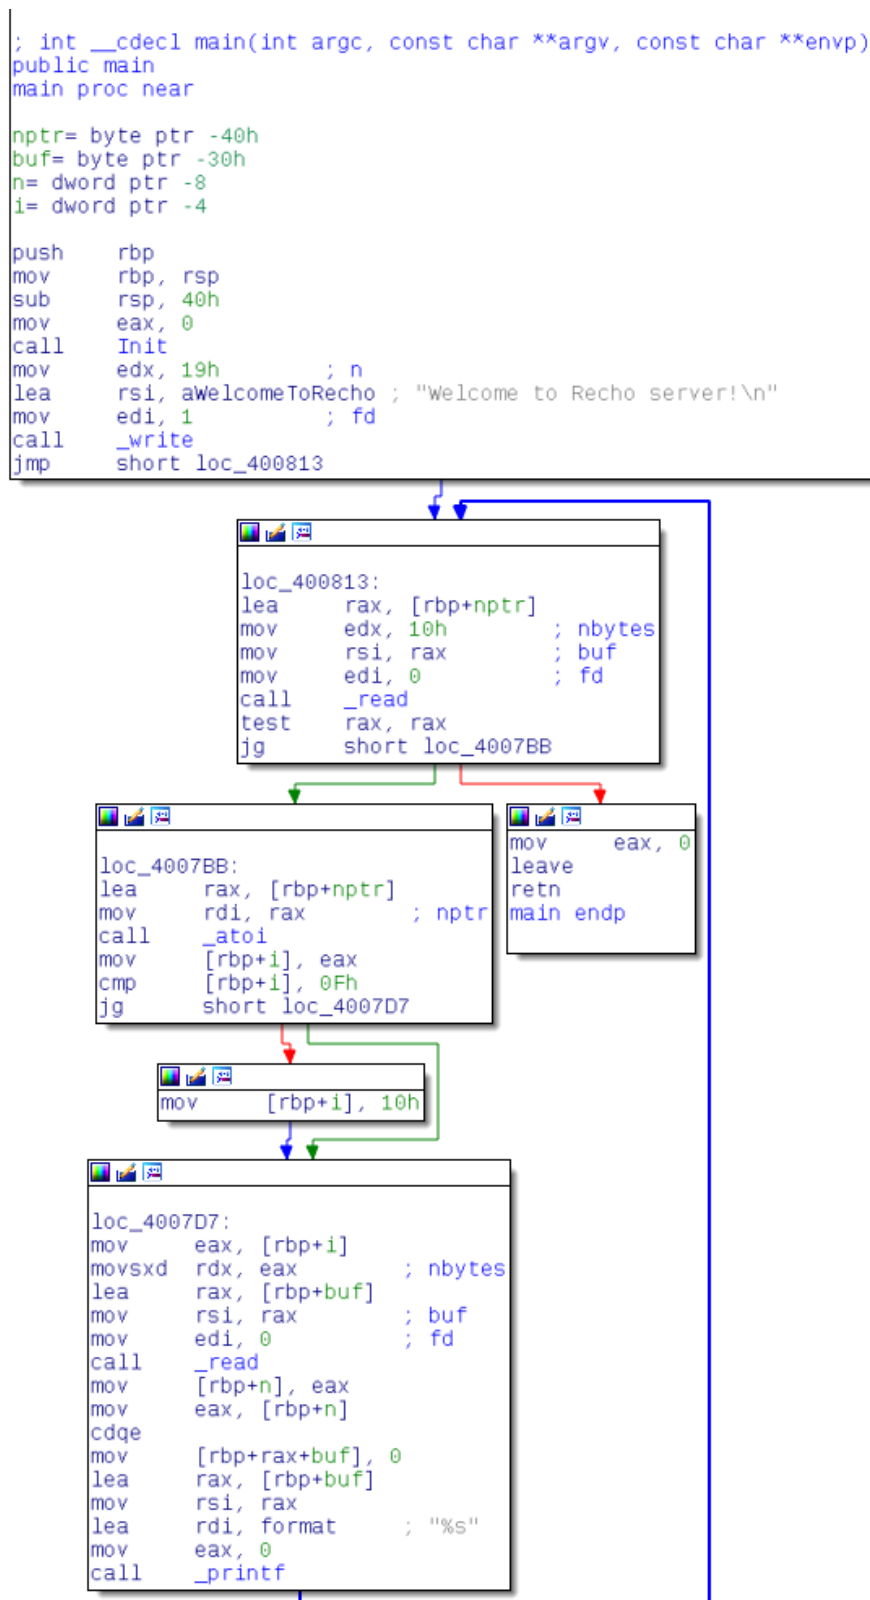 ; int __cdecl main(int argc, const char **argv, const char **envp)
public main
main proc near
nptr= byte ptr -40h
buf= byte ptr -30h
n= dword ptr -8
i= dword ptr -4
push rbp
mov rbp, rsp
sub rsp, 40h
mov eax, 0
call Init
mov edx, 19h ; n
lea rsi, aWelcomeToRecho ; "Welcome to Recho server!\n"
mov edi, 1 ; fd
call _write
jmp short loc_400813
loc_400813:
lea rax, [rbp+nptr]
mov edx, 10h ; nbytes
mov rsi, rax ; buf
mov edi, 0 ; fd
call _read
test rax, rax
jg short loc_4007BB
loc_4007BB:
lea rax, [rbp+nptr]
mov rdi, rax ; nptr
call _atoi
mov [rbp+i], eax
cmp [rbp+i], 0Fh
jg short loc_4007D7
mov eax, 0
leave
retn
main endp
mov [rbp+i], 10h
loc_4007D7:
mov eax, [rbp+i]
movsxd rdx, eax ; nbytes
lea rax, [rbp+buf]
mov rsi, rax ; buf
mov edi, 0 ; fd
call _read
mov [rbp+n], eax
mov eax, [rbp+n]
cdqe
mov [rbp+rax+buf], 0
lea rax, [rbp+buf]
mov rsi, rax
lea rdi, format ; "%s"
mov eax, 0
call _printf